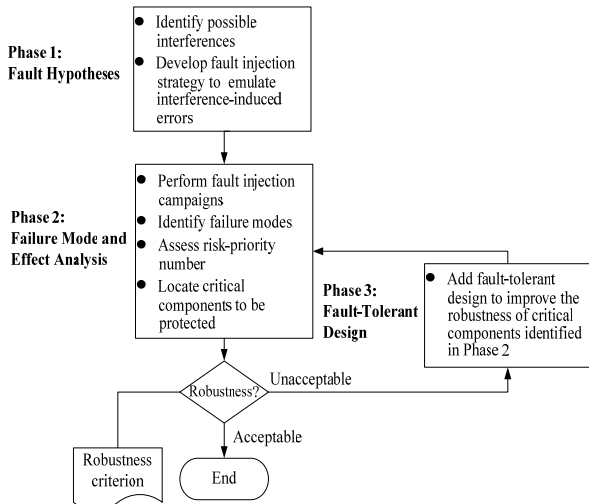 Phase 1:
Fault Hypotheses
● Identify possible
interferences
● Develop fault injection
strategy to emulate
interference-induced
errors
Phase 2:
Failure Mode and
Effect Analysis
● Perform fault injection
campaigns
● Identify failure modes
● Assess risk-priority
number
● Locate critical
components to be
protected
Phase 3:
Fault-Tolerant
Design
● Add fault-tolerant
design to improve the
robustness of critical
components identified
in Phase 2
Robustness?
Unacceptable
Acceptable
Robustness
criterion
End